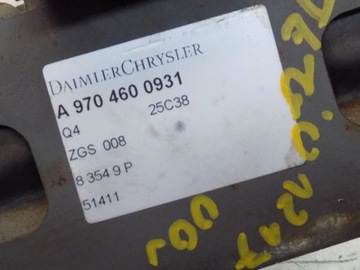 DAIMLERCHRYSLER
A 970 460 0931
Q4 25C38
ZGS 008
8 354 9 P
51411